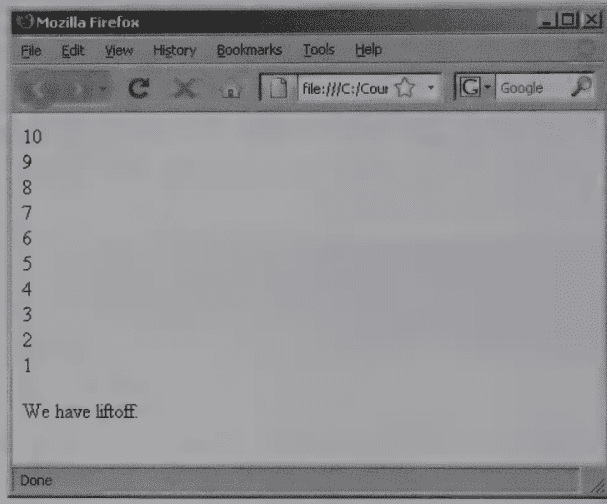 Mozilla Firefox
File Edit View History Bookmarks Tools Help
file:///C:/Cour G Google
10
9
8
7
6
5
4
3
2
1
We have liftoff.
Done